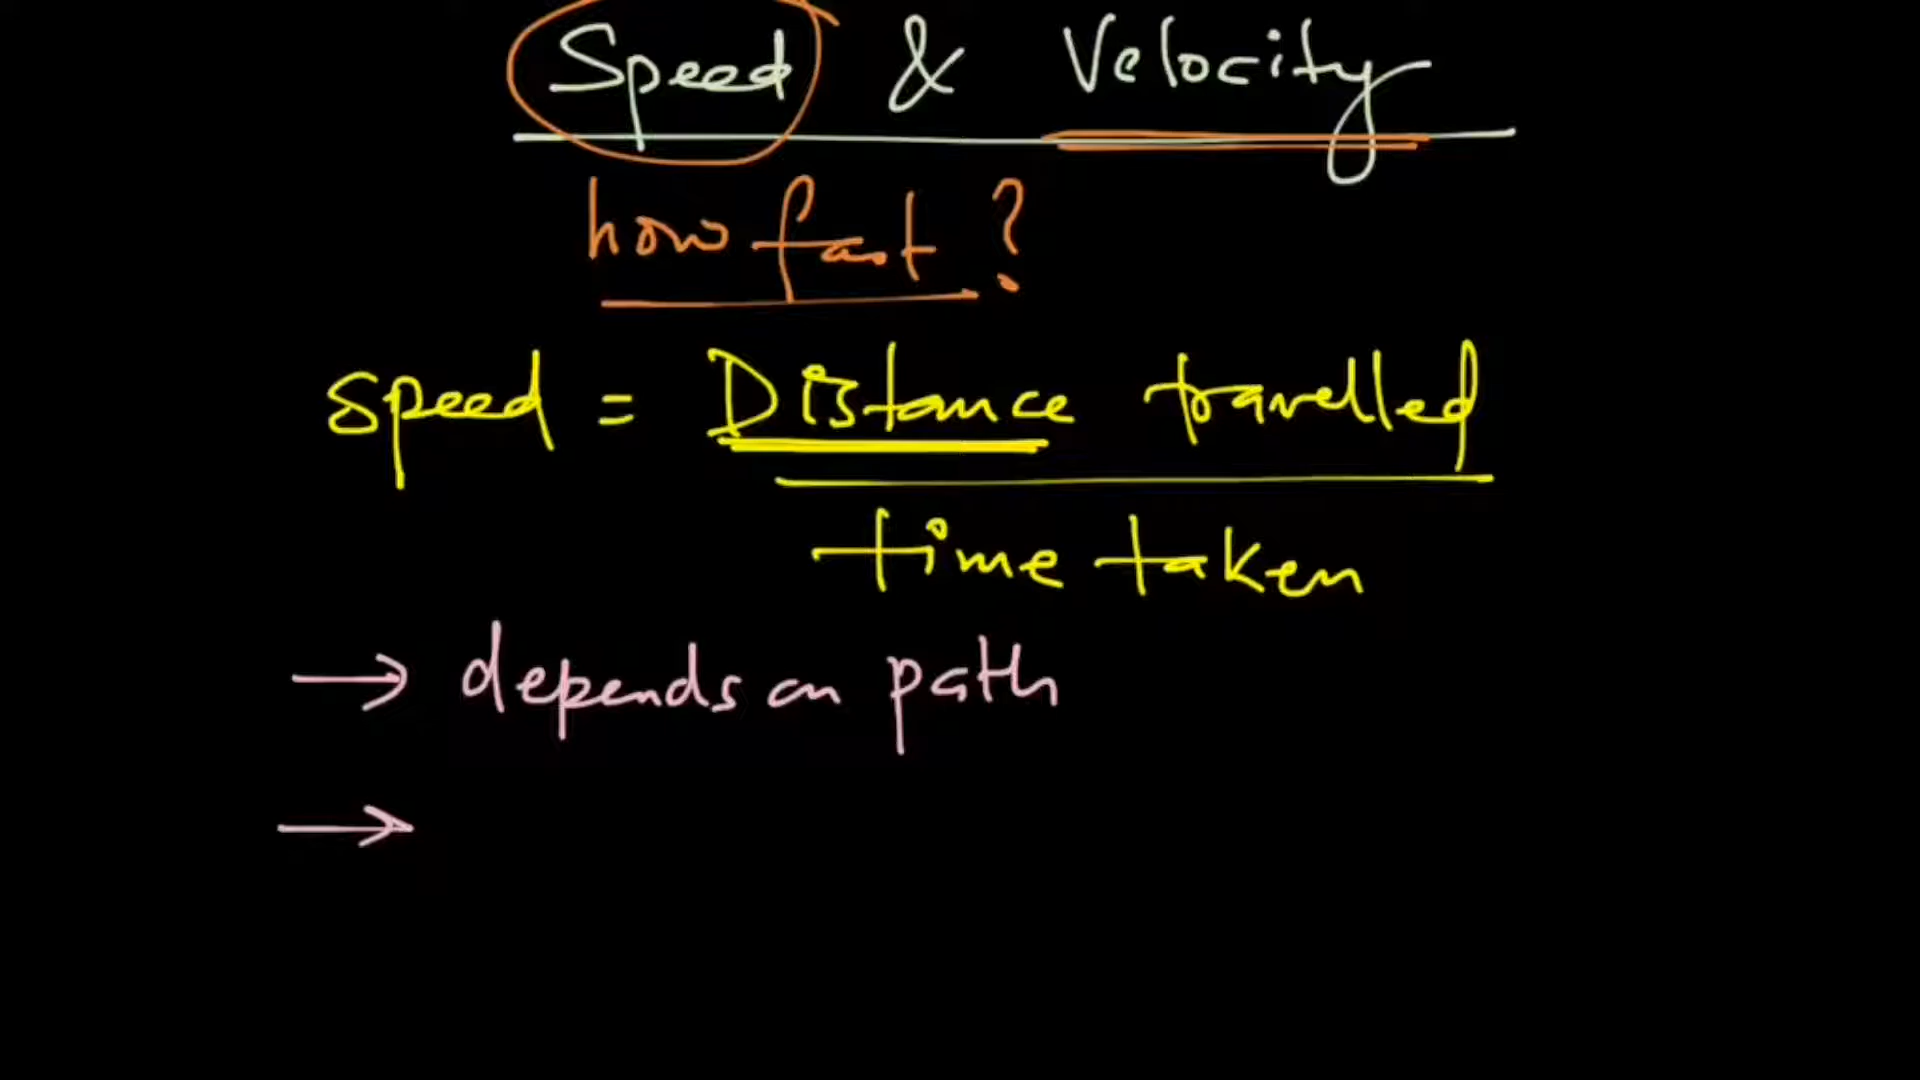 Speed & Velocity
how fast?
speed = Distance travelled
time taken
→ depends on path
→